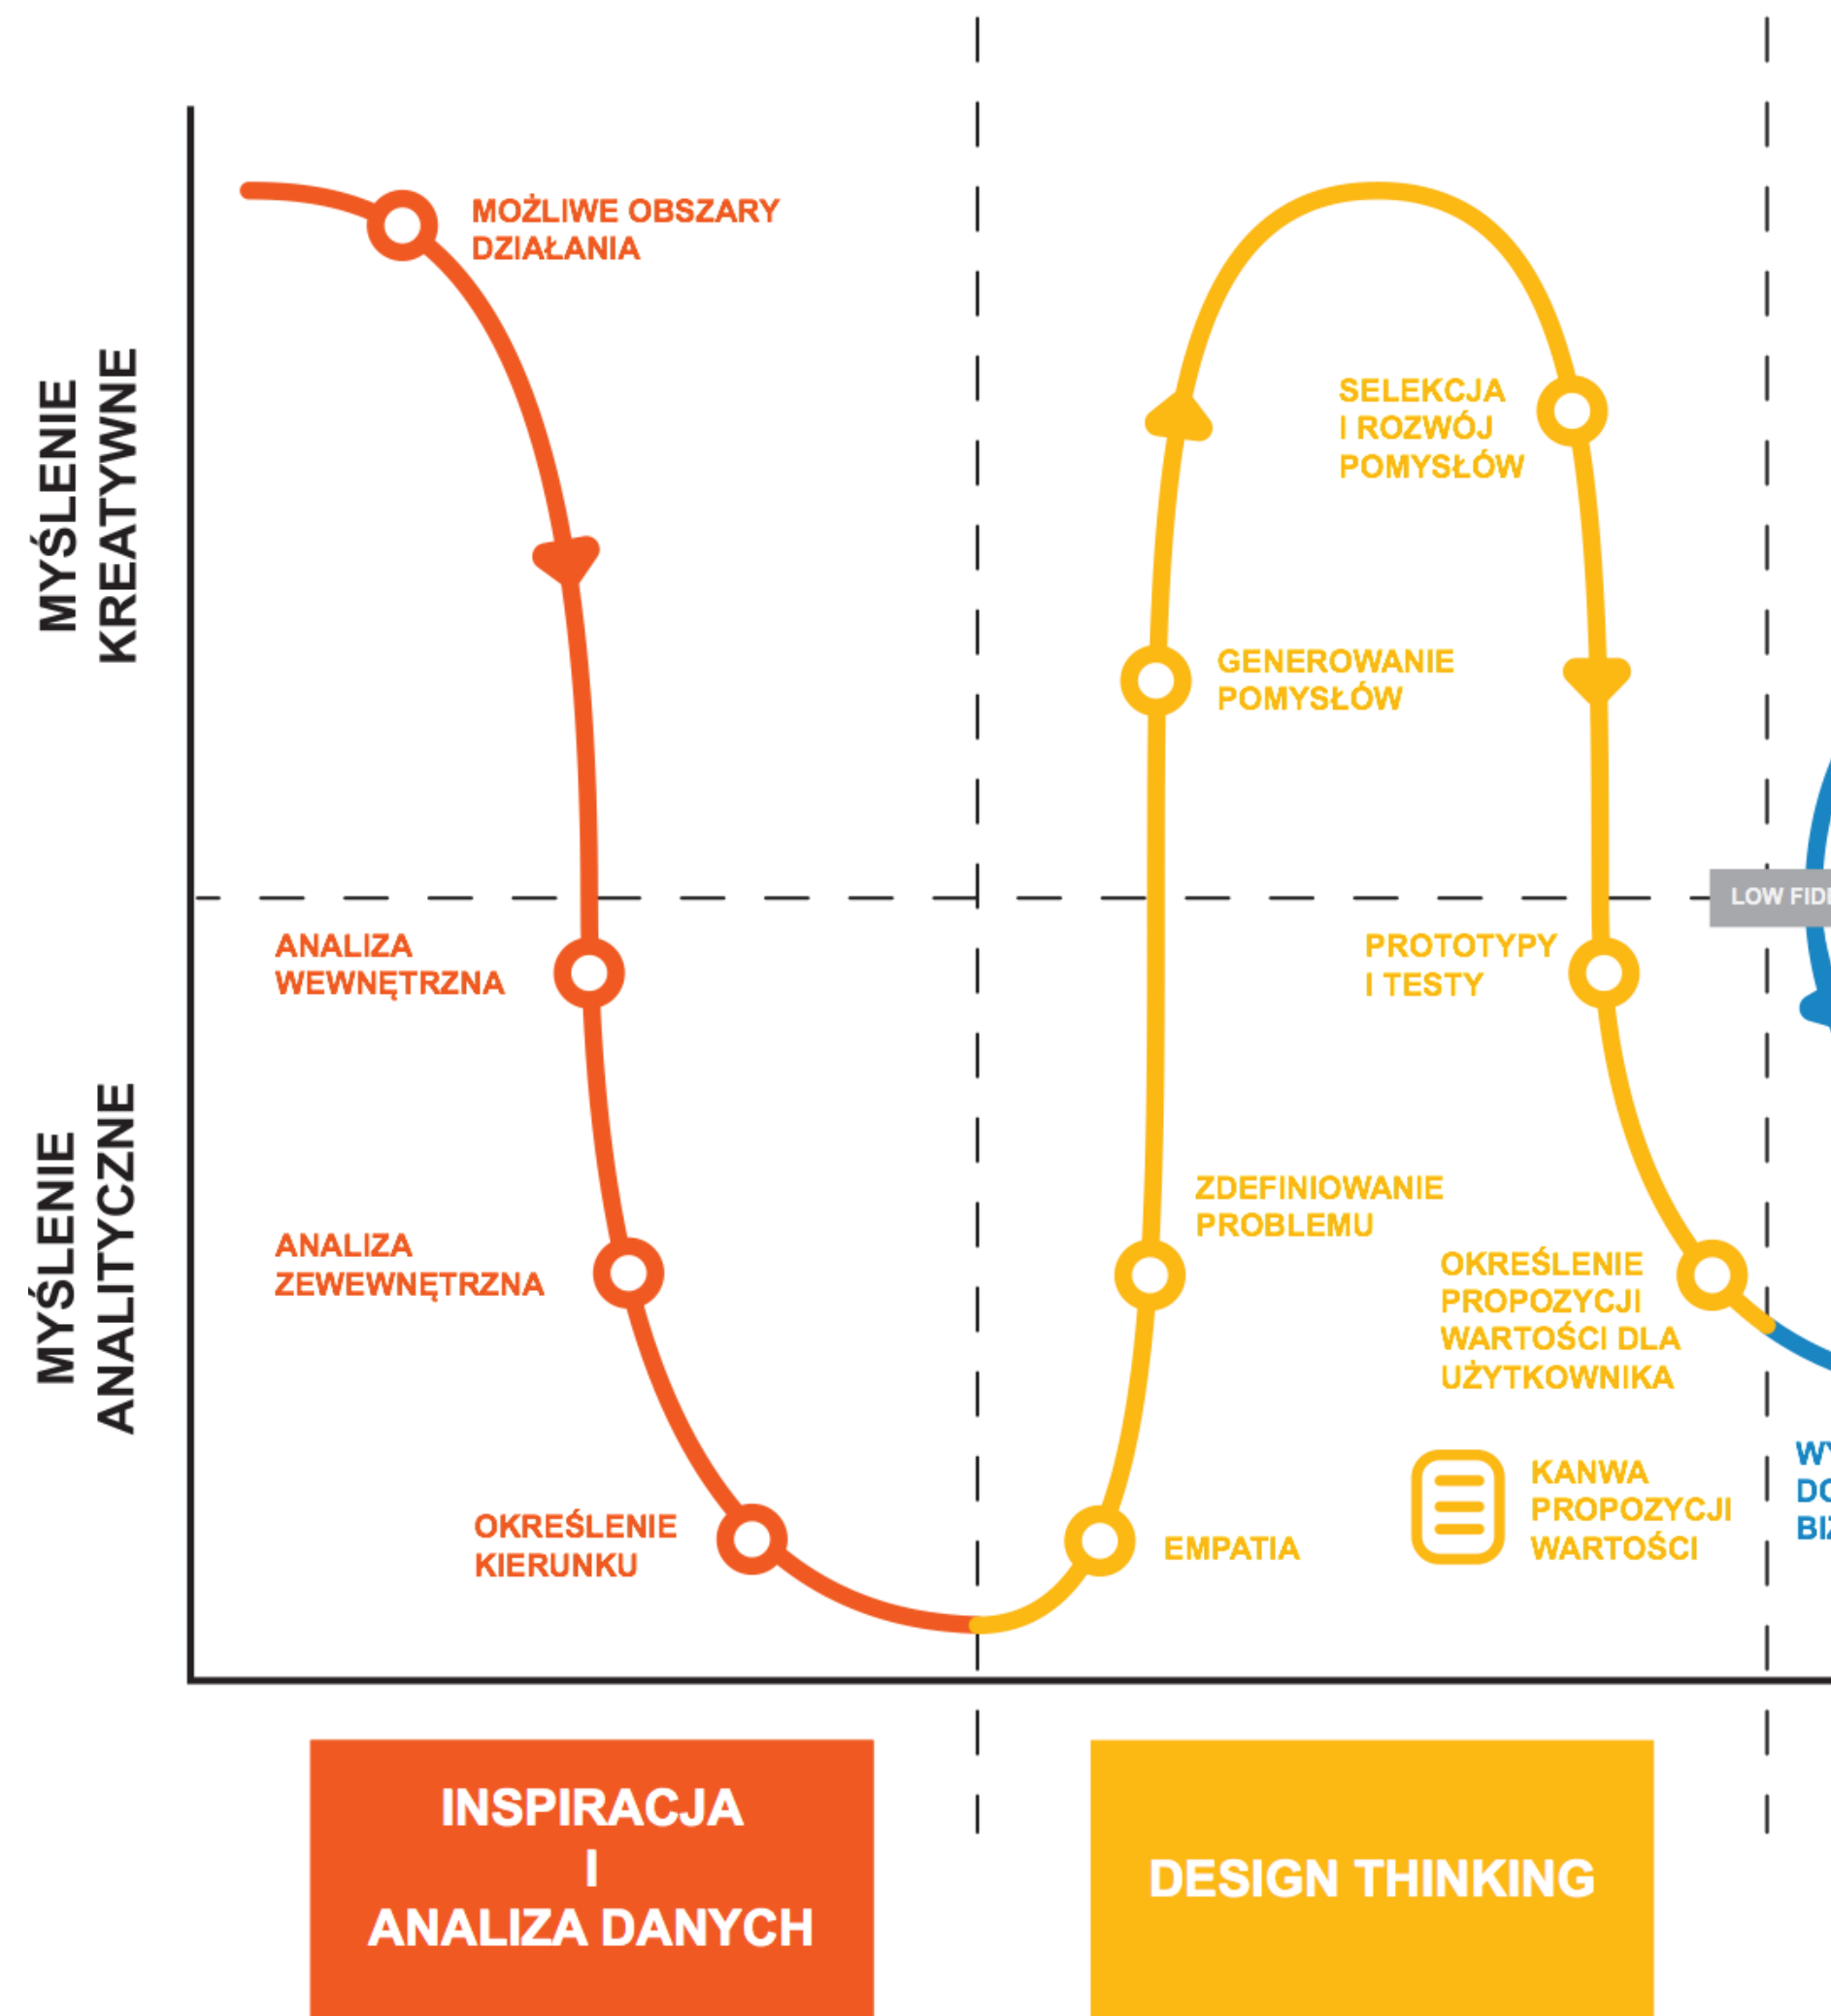 MYŚLENIE
KREATYWNE
MYŚLENIE
ANALITYCZNE
MOŻLIWE OBSZARY
DZIAŁANIA
ANALIZA
WEWNĘTRZNA
ANALIZA
ZEWEWNĘTRZNA
OKREŚLENIE
KIERUNKU
EMPATIA
ZDEFINIOWANIE
PROBLEMU
GENEROWANIE
POMYSŁÓW
SELEKCJA
I ROZWÓJ
POMYSŁÓW
PROTOTYPY
I TESTY
OKREŚLENIE
PROPOZYCJI
WARTOŚCI DLA
UŻYTKOWNIKA
KANWA
PROPOZYCJI
WARTOŚCI
LOW
INSPIRACJA
I
ANALIZA DANYCH
DESIGN THINKING